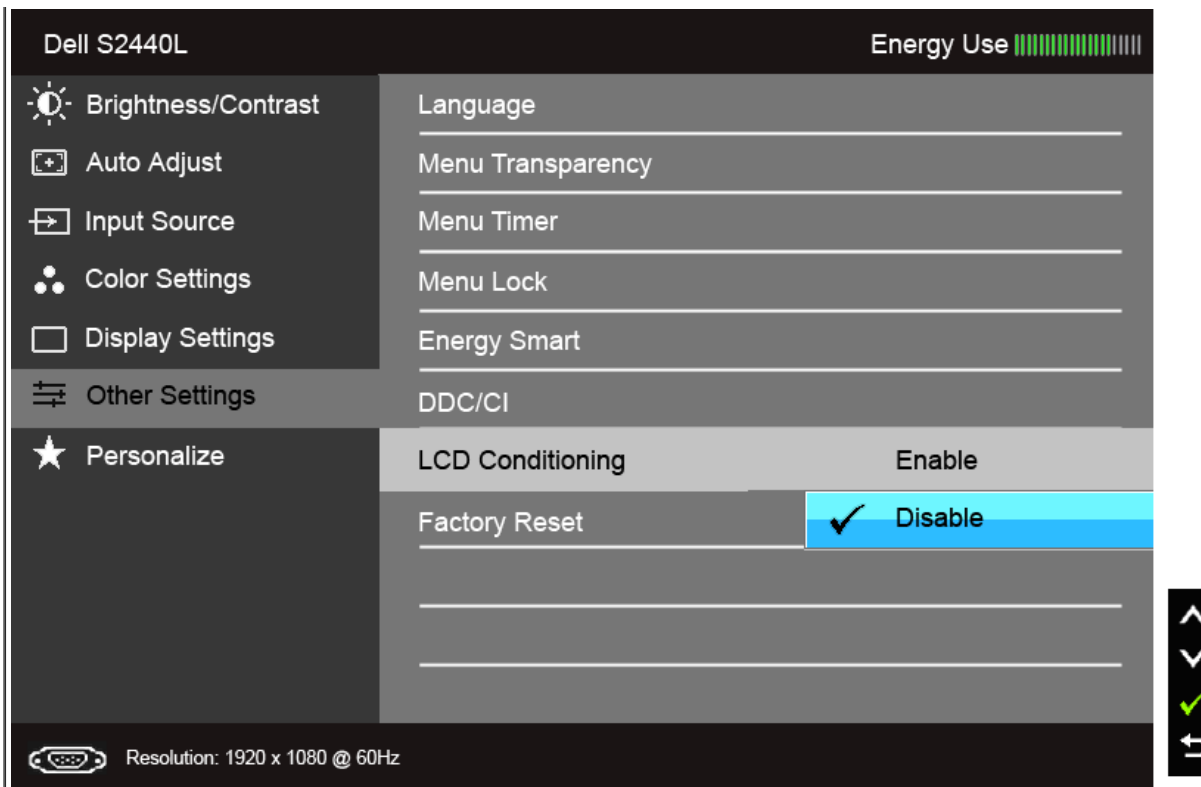 Dell S2440L
Energy Use
Brightness/Contrast
Auto Adjust
Input Source
Color Settings
Display Settings
Other Settings
Personalize
Language
Menu Transparency
Menu Timer
Menu Lock
Energy Smart
DDC/CI
LCD Conditioning
Enable
Factory Reset
Disable
Resolution: 1920 x 1080 @ 60Hz